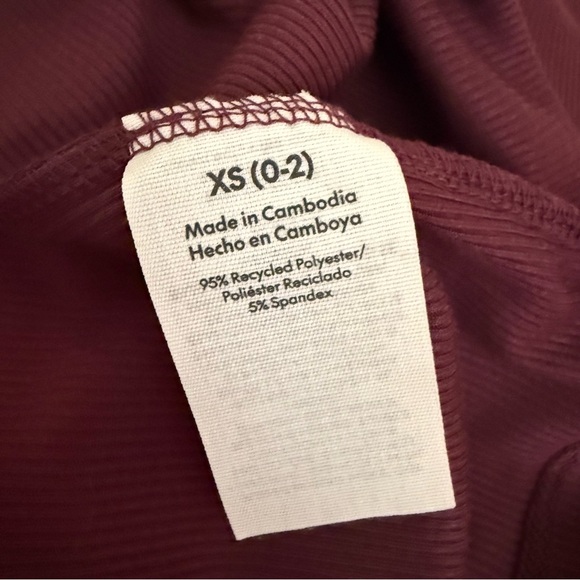 XS (0-2)
Made in Cambodia
Hecho en Camboya
95% Recycled Polyester/
Poliéster Reciclado
5% Spandex